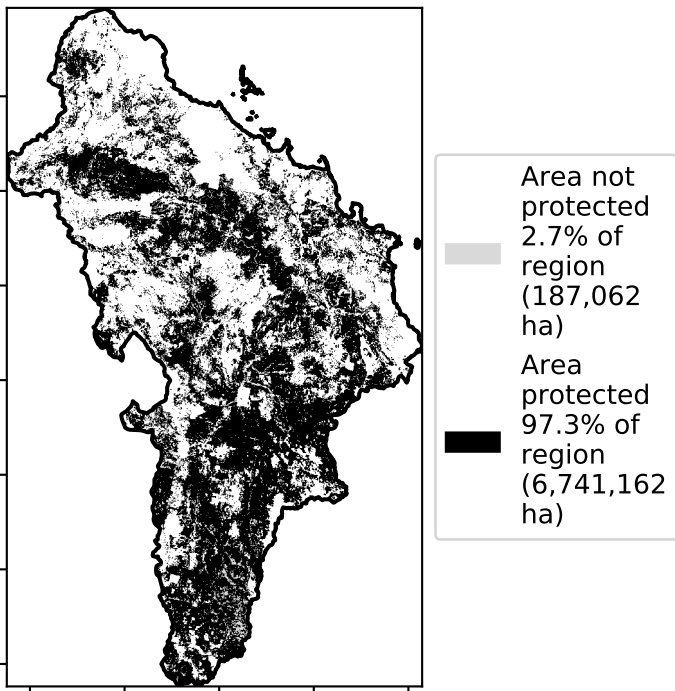 Area not
protected
2.7% of
region
(187,062
ha)
Area
protected
97.3% of
region
(6,741,162
ha)